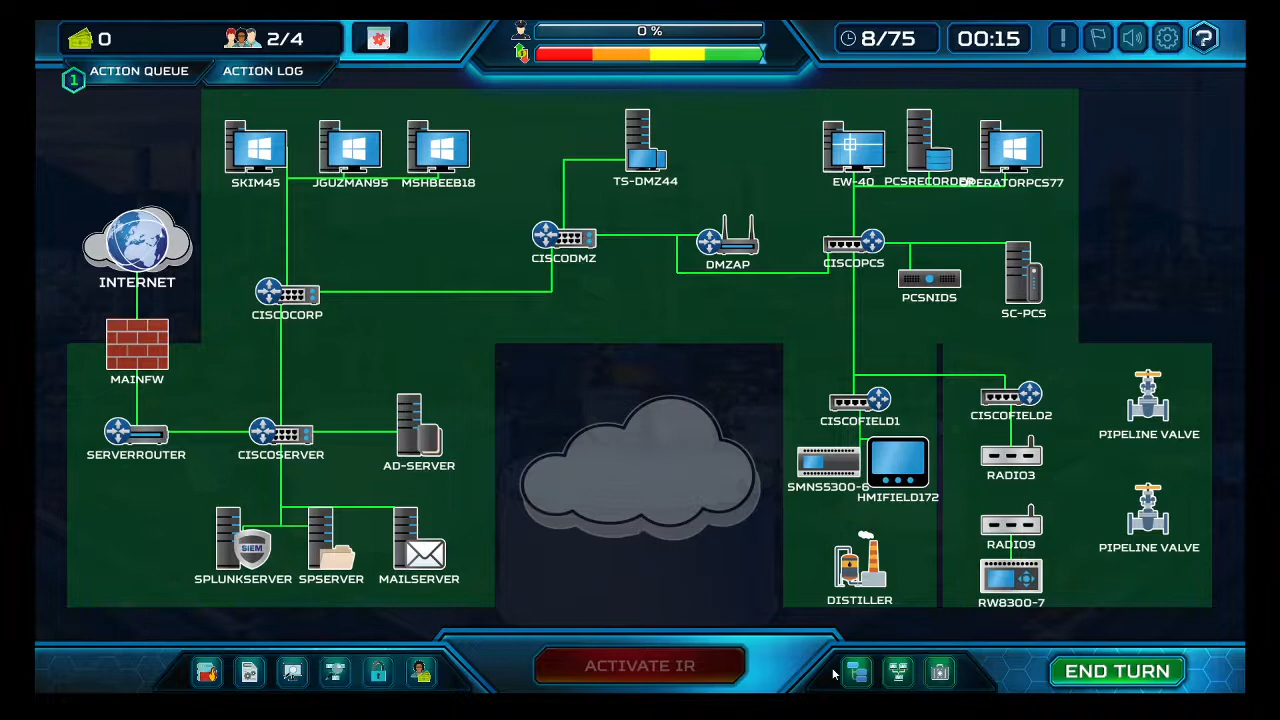 0
2/4
0 %
8/75
00:15
1
ACTION QUEUE
ACTION LOG
SKIM45
JGUZMAN95
MSHBEEB18
TS-DMZ44
EW-40
PCSRECORDER
OPERATORPCS77
INTERNET
CISCODMZ
DMZAP
CISCOPCS
PCSNIDS
SC-PCS
CISCOCORP
MAINFW
SERVERROUTER
CISCOSERVER
AD-SERVER
CISCOFIELD1
CISCOFIELD2
PIPELINE VALVE
RADIO3
SMNS5300-6
HMIFIELD172
RADIO9
PIPELINE VALVE
SIEM
SPLUNKSERVER
SPSERVER
MAILSERVER
DISTILLER
RW8300-7
ACTIVATE IR
END TURN